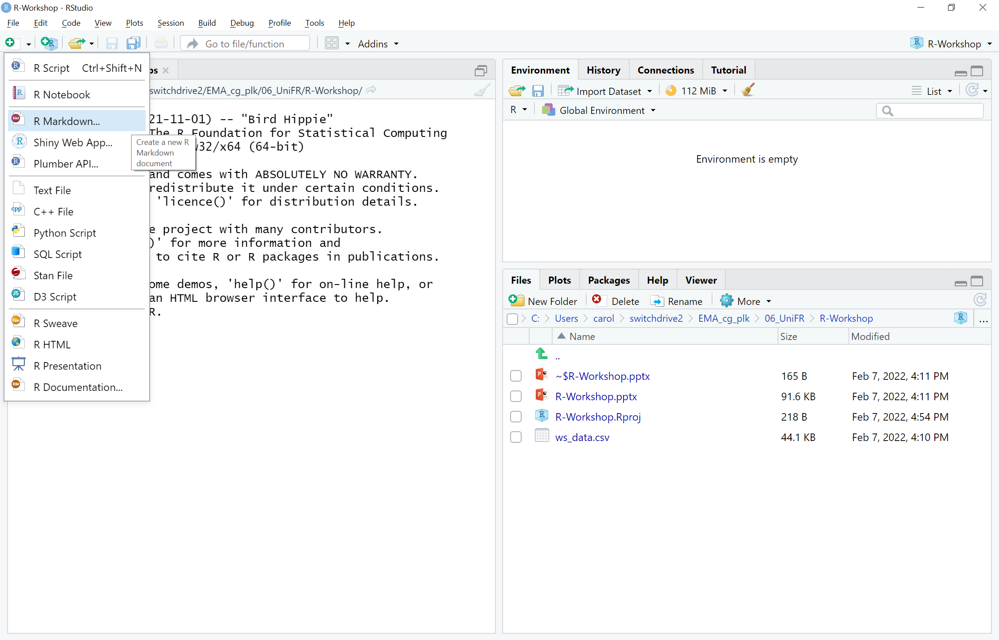 R-Workshop - RStudio
File Edit Code View Plots Session Build Debug Profile Tools Help
Go to file/function Addins R-Workshop
R Script Ctrl+Shift+N
R Notebook
R Markdown...
Shiny Web App...
Plumber API...
Text File
C++ File
Python Script
SQL Script
Stan File
D3 Script
R Sweave
R HTML
R Presentation
R Documentation...
Create a new R
Markdown
document
bs
switchdrive2/EMA_cg_plk/06_UniFR/R-Workshop/
21-11-01) -- "Bird Hippie"
The R Foundation for Statistical Computing
w32/x64 (64-bit)
and comes with ABSOLUTELY NO WARRANTY.
redistribute it under certain conditions.
'licence()' for distribution details.
e project with many contributors.
)' for more information and
to cite R or R packages in publications.
ome demos, 'help()' for on-line help, or
an HTML browser interface to help.
R.
Environment History Connections Tutorial
Import Dataset 112 MiB List
R Global Environment
Environment is empty
Files Plots Packages Help Viewer
New Folder Delete Rename More
C: Users carol switchdrive2 EMA_cg_plk 06_UniFR R-Workshop ...
Name Size Modified
..
~$R-Workshop.pptx 165 B Feb 7, 2022, 4:11 PM
R-Workshop.pptx 91.6 KB Feb 7, 2022, 4:11 PM
R-Workshop.Rproj 218 B Feb 7, 2022, 4:54 PM
ws_data.csv 44.1 KB Feb 7, 2022, 4:10 PM